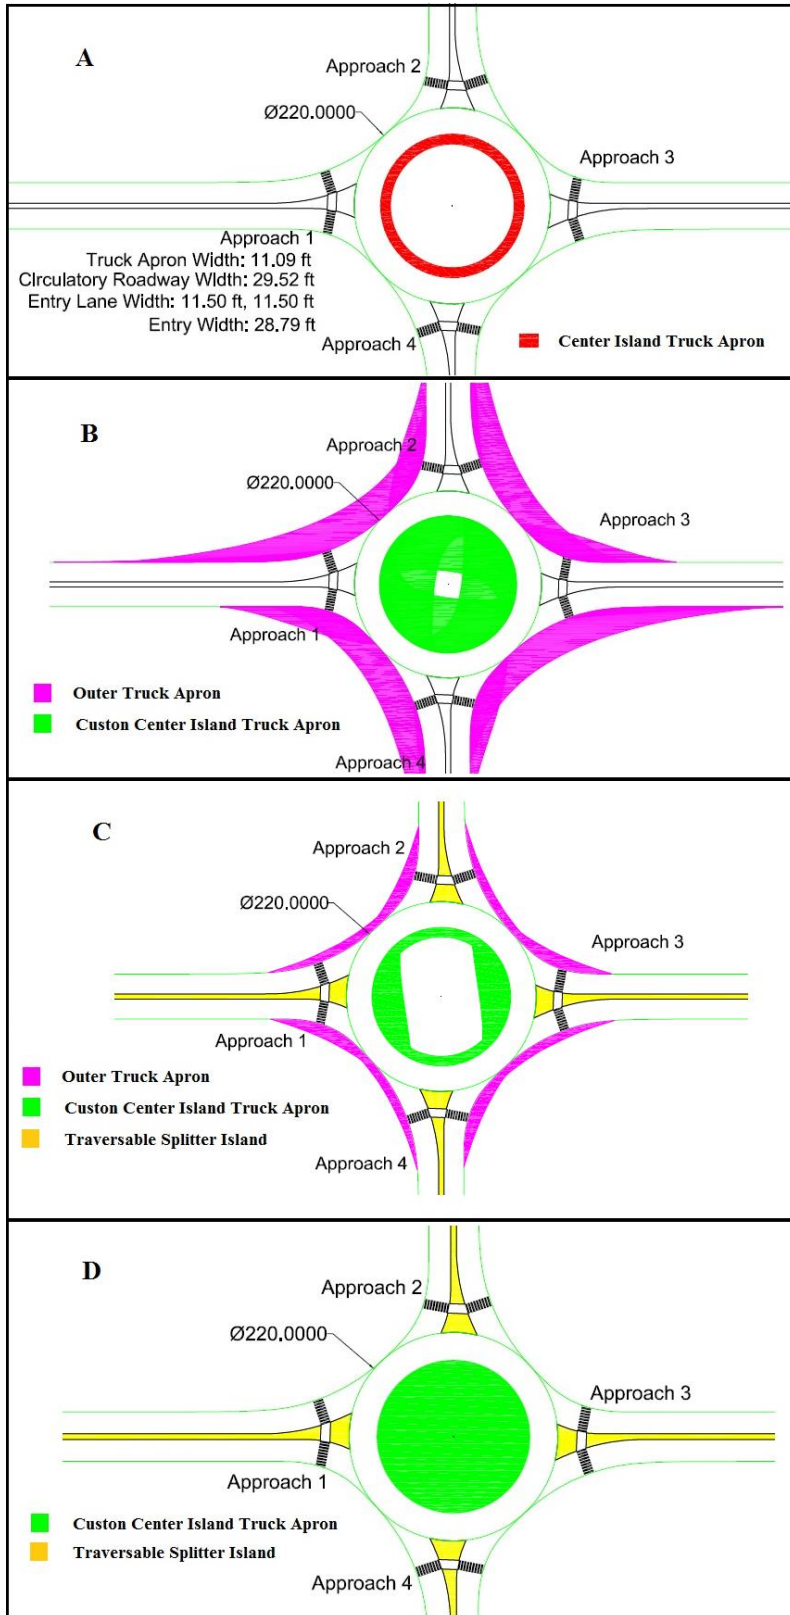 A
Approach 2
Ø220.0000
Approach 3
Approach 1
Truck Apron Width: 11.09 ft
CIrculatory Roadway WIdth: 29.52 ft
Entry Lane Width: 11.50 ft, 11.50 ft
Entry Width: 28.79 ft
Approach 4
Center Island Truck Apron
B
Approach 2
Ø220.0000
Approach 3
Approach 1
Outer Truck Apron
Custon Center Island Truck Apron
Approach 4
C
Approach 2
Ø220.0000
Approach 3
Approach 1
Outer Truck Apron
Custon Center Island Truck Apron
Traversable Splitter Island
Approach 4
D
Approach 2
Ø220.0000
Approach 3
Approach 1
Custon Center Island Truck Apron
Traversable Splitter Island
Approach 4